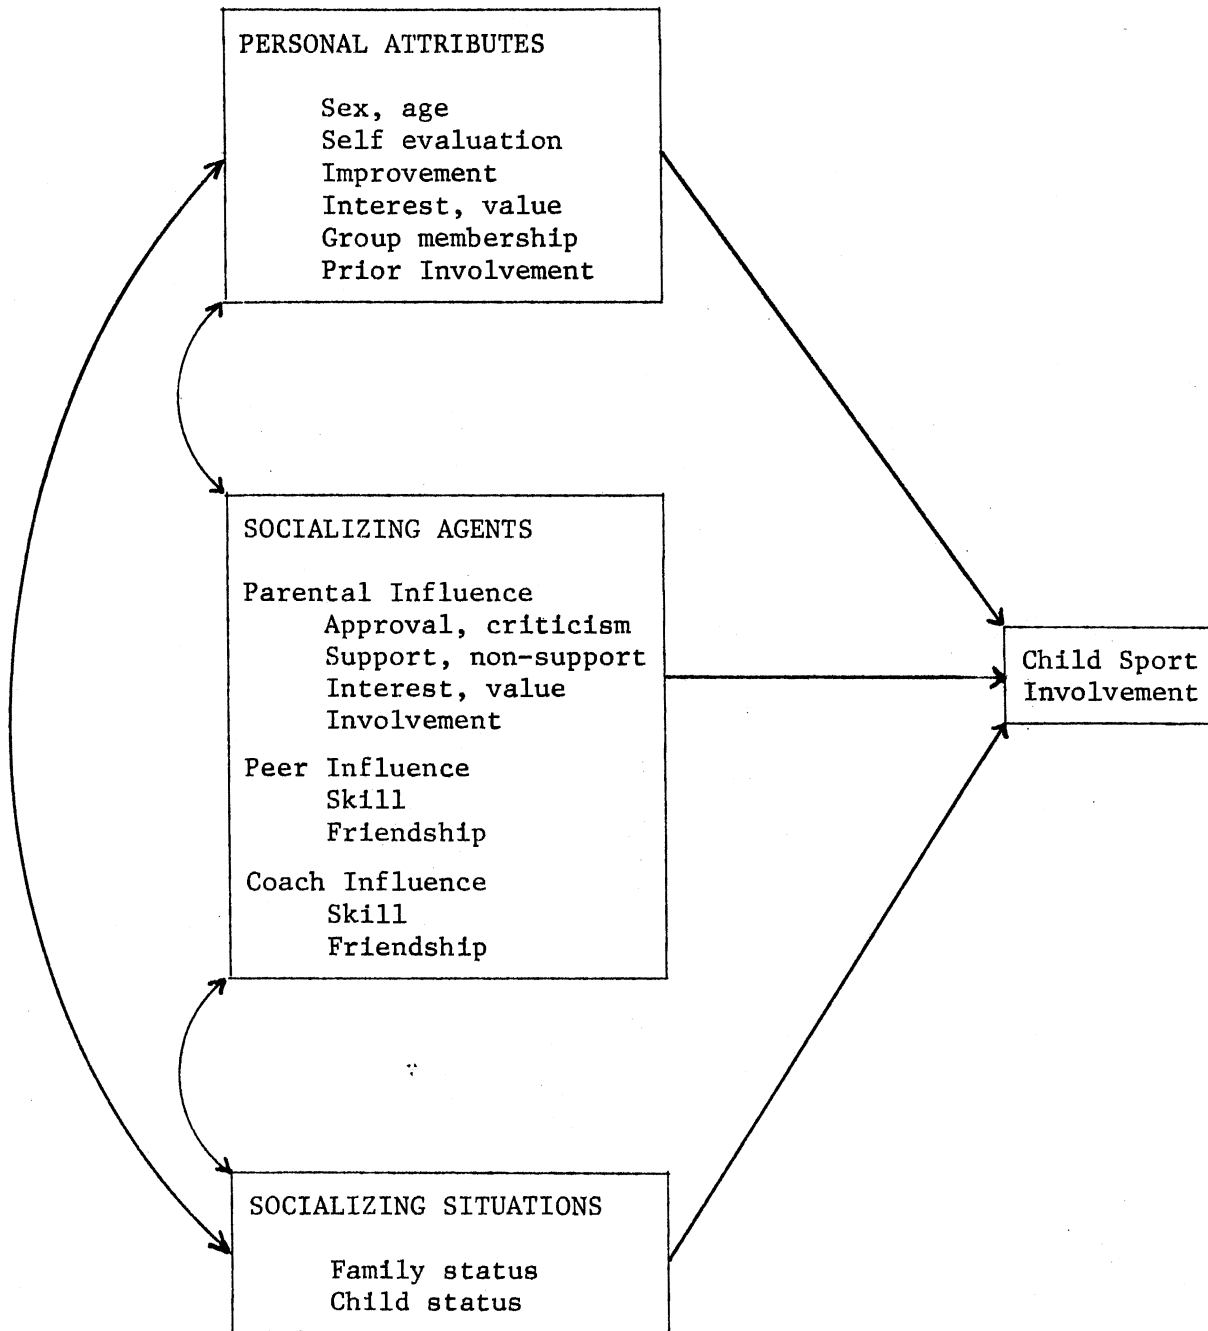 PERSONAL ATTRIBUTES
Sex, age
Self evaluation
Improvement
Interest, value
Group membership
Prior Involvement
SOCIALIZING AGENTS
Parental Influence
Approval, criticism
Support, non-support
Interest, value
Involvement
Peer Influence
Skill
Friendship
Coach Influence
Skill
Friendship
Child Sport
Involvement
SOCIALIZING SITUATIONS
Family status
Child status